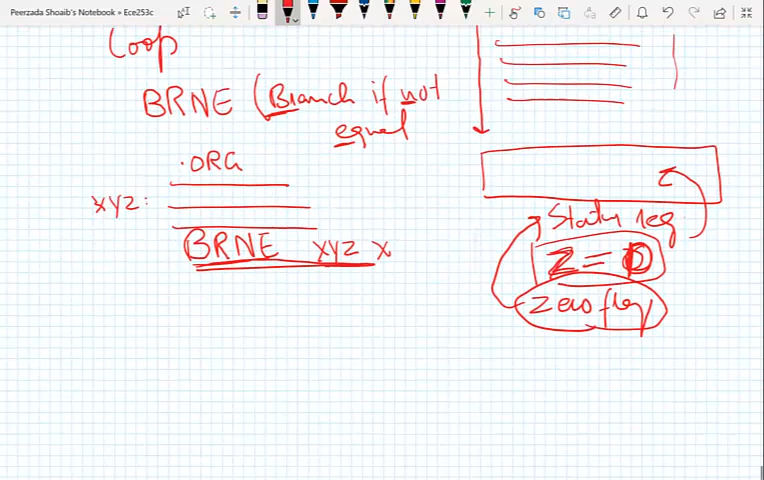 Peerzada Shoaib's Notebook » Ece253c
Loop
BRNE (Branch if not
equal
.ORG
XYZ:
BRNE XYZ X
Status reg
Z = 0
Zero flag